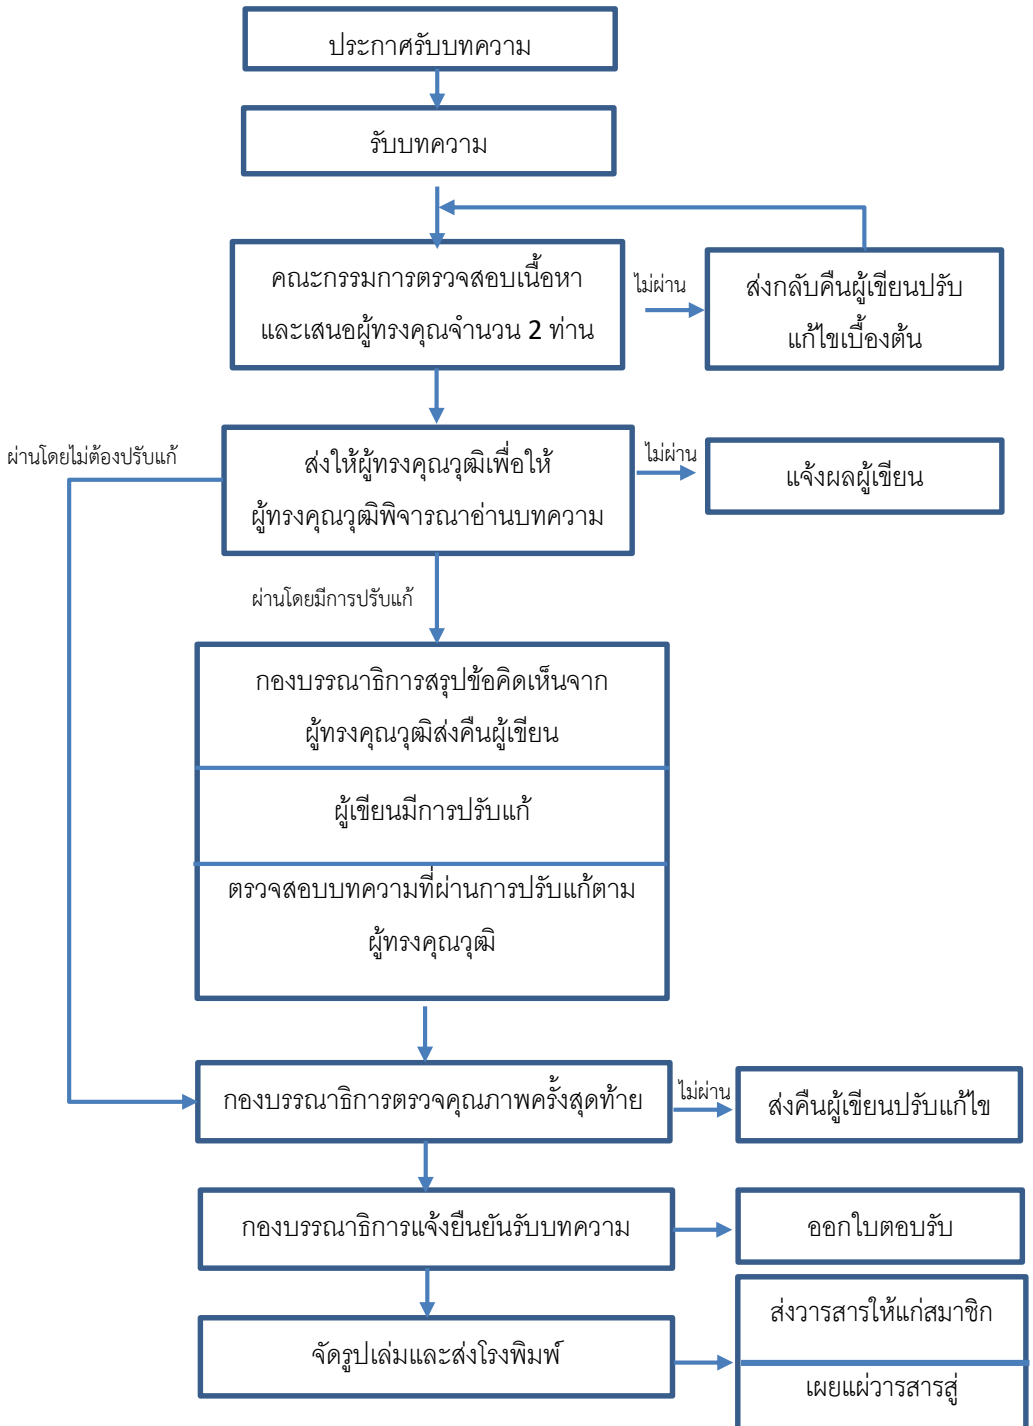 ประกาศรับบทความ
รับบทความ
คณะกรรมการตรวจสอบเนื้อหา
และเสนอผู้ทรงคุณจำนวน 2 ท่าน
ไม่ผ่าน
ส่งกลับคืนผู้เขียนปรับ
แก้ไขเบื้องต้น
ผ่านโดยไม่ต้องปรับแก้
ส่งให้ผู้ทรงคุณวุฒิเพื่อให้
ผู้ทรงคุณวุฒิพิจารณาอ่านบทความ
ไม่ผ่าน
แจ้งผลผู้เขียน
ผ่านโดยมีการปรับแก้
กองบรรณาธิการสรุปข้อคิดเห็นจาก
ผู้ทรงคุณวุฒิส่งคืนผู้เขียน
ผู้เขียนมีการปรับแก้
ตรวจสอบบทความที่ผ่านการปรับแก้ตาม
ผู้ทรงคุณวุฒิ
กองบรรณาธิการตรวจคุณภาพครั้งสุดท้าย
ไม่ผ่าน
ส่งคืนผู้เขียนปรับแก้ไข
กองบรรณาธิการแจ้งยืนยันรับบทความ
ออกใบตอบรับ
จัดรูปเล่มและส่งโรงพิมพ์
ส่งวารสารให้แก่สมาชิก
เผยแผ่วารสารสู่